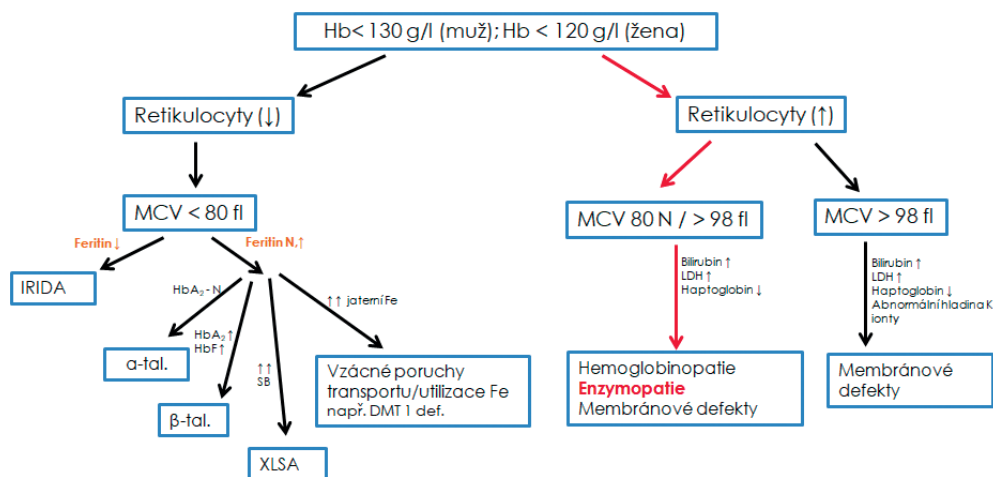 Hb< 130 g/l (muž); Hb < 120 g/l (žena)
Retikulocyty (↓)
Retikulocyty (↑)
MCV < 80 fl
MCV 80 N / > 98 fl
MCV > 98 fl
Feritin ↓
Feritin N,↑
IRIDA
HbA₂ - N
HbA₂ ↑
HbF ↑
↑↑
SB
↑↑ jaterní Fe
Bilirubin ↑
LDH ↑
Haptoglobin ↓
Bilirubin ↑
LDH ↑
Haptoglobin ↓
Abnormální hladina K
ionty
α-tal.
β-tal.
XLSA
Vzácné poruchy
transportu/utilizace Fe
např. DMT 1 def.
Hemoglobinopatie
Enzymopatie
Membránové defekty
Membránové
defekty